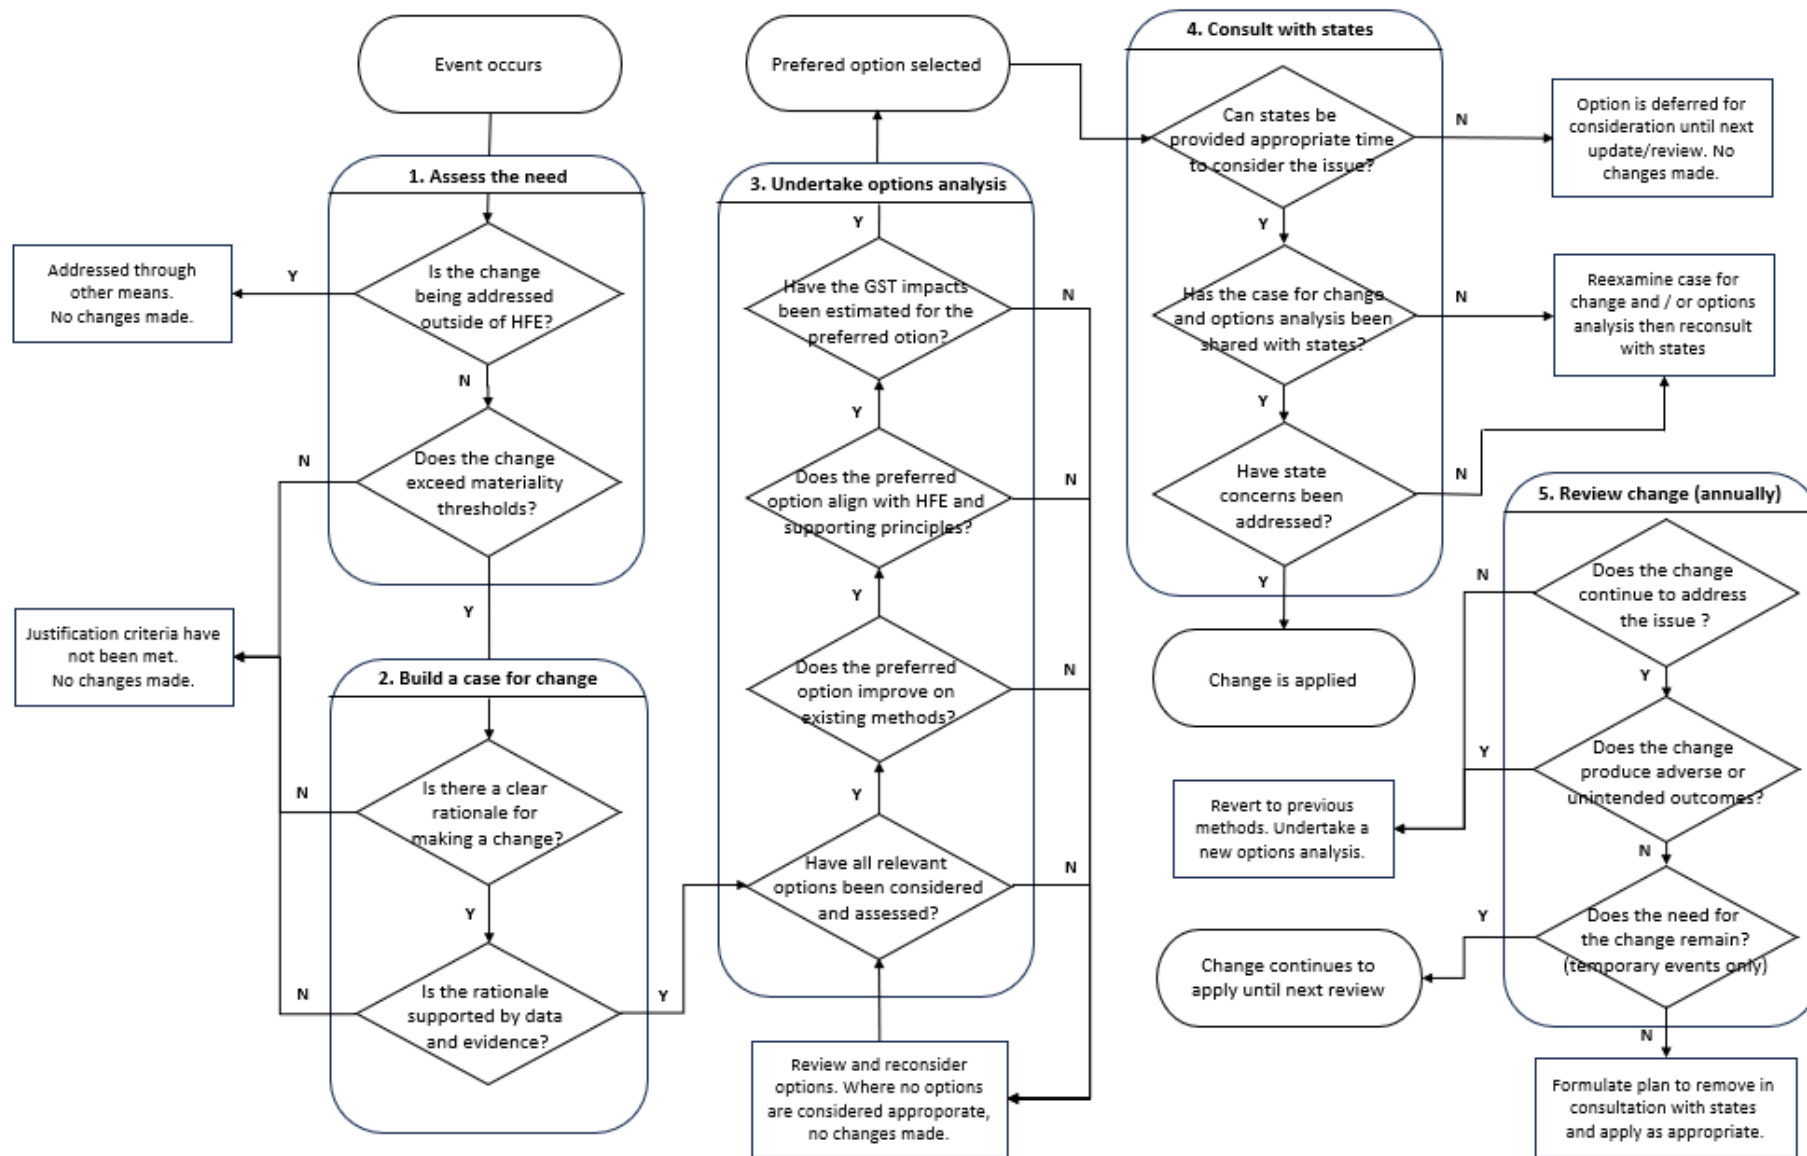 Event occurs
1. Assess the need
Is the change
being addressed
outside of HFE?
Y
Addressed through
other means.
No changes made.
N
Does the change
exceed materiality
thresholds?
N
Y
Justification criteria have
not been met.
No changes made.
2. Build a case for change
Is there a clear
rationale for
making a change?
N
Y
Is the rationale
supported by data
and evidence?
N
Y
Prefered option selected
3. Undertake options analysis
Y
Have the GST impacts
been estimated for the
preferred otion?
N
Y
Does the preferred
option align with HFE and
supporting principles?
N
Y
Does the preferred
option improve on
existing methods?
N
Y
Have all relevant
options been considered
and assessed?
N
Review and reconsider
options. Where no options
are considered approporate,
no changes made.
4. Consult with states
Can states be
provided appropriate time
to consider the issue?
N
Option is deferred for
consideration until next
update/review. No
changes made.
Y
Has the case for change
and options analysis been
shared with states?
N
Reexamine case for
change and / or options
analysis then reconsult
with states
Y
Have state
concerns been
addressed?
N
Y
Change is applied
5. Review change (annually)
Does the change
continue to address
the issue ?
N
Y
Does the change
produce adverse or
unintended outcomes?
Y
Revert to previous
methods. Undertake a
new options analysis.
N
Does the need for
the change remain?
(temporary events only)
Y
Change continues to
apply until next review
N
Formulate plan to remove in
consultation with states
and apply as appropriate.